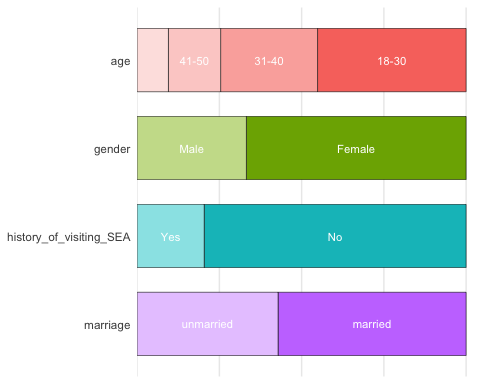 age
41-50
31-40
18-30
gender
Male
Female
history_of_visiting_SEA
Yes
No
marriage
unmarried
married